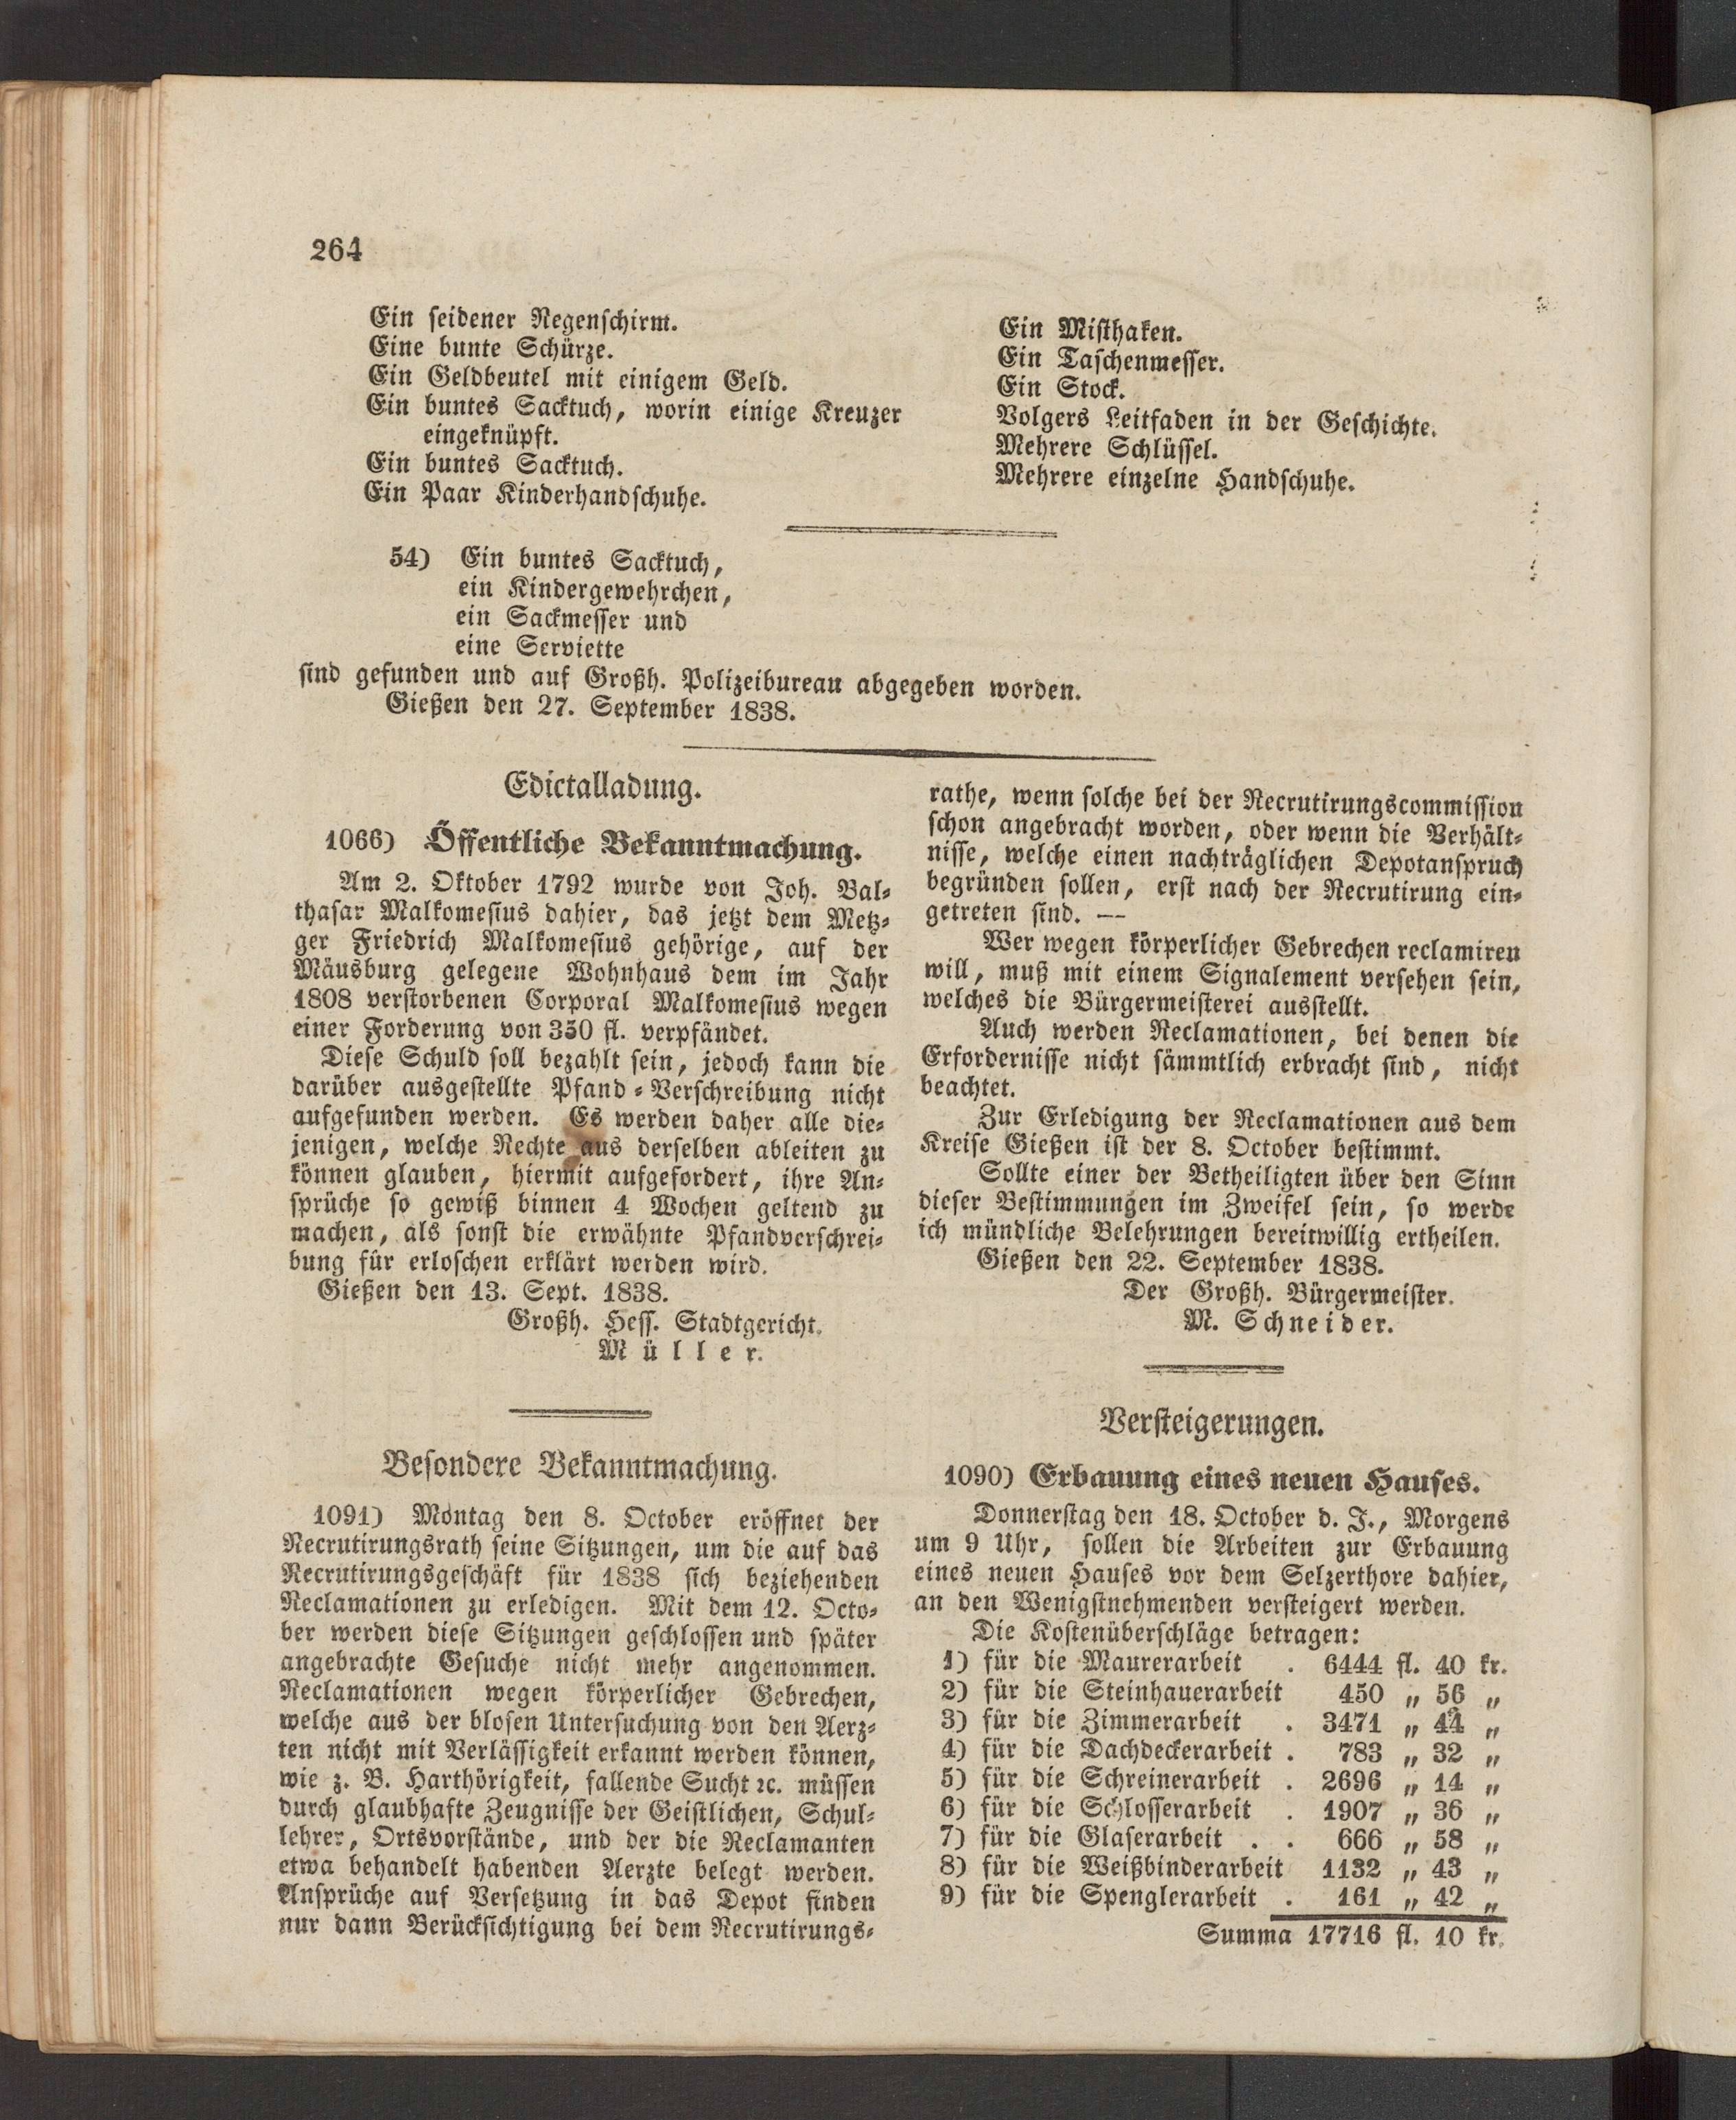 264
Ein seidener Regenschirm.
Eine bunte Schürze.
Ein Geldbeutel mit einigem Geld.
Ein buntes Sacktuch, worin einige Kreuzer
eingeknüpft.
Ein buntes Sacktuch.
Ein Paar Kinderhandschuhe.
Ein Misthaken.
Ein Taschenmesser.
Ein Stock.
Volgers Leitfaden in der Geschichte.
Mehrere Schlüssel.
Mehrere einzelne Handschuhe.
54) Ein buntes Sacktuch,
ein Kindergewehrchen,
ein Sackmesser und
eine Serviette
sind gefunden und auf Großh. Polizeibureau abgegeben worden.
Gießen den 27. September 1838.
Edictalladung.
1066) Öffentliche Bekanntmachung.
Am 2. Oktober 1792 wurde von Joh. Bal-
thasar Malkomesius dahier, das jetzt dem Metz-
ger Friedrich Malkomesius gehörige, auf der
Mäusburg gelegene Wohnhaus dem im Jahr
1808 verstorbenen Corporal Malkomesius wegen
einer Forderung von 350 fl. verpfändet.
Diese Schuld soll bezahlt sein, jedoch kann die
darüber ausgestellte Pfand-Verschreibung nicht
aufgefunden werden. Es werden daher alle die-
jenigen, welche Rechte aus derselben ableiten zu
können glauben, hiermit aufgefordert, ihre An-
sprüche so gewiß binnen 4 Wochen geltend zu
machen, als sonst die erwähnte Pfandverschrei-
bung für erloschen erklärt werden wird.
Gießen den 13. Sept. 1838.
Großh. Hess. Stadtgericht.
Müller.
Besondere Bekanntmachung.
1091) Montag den 8. October eröffnet der
Recrutirungsrath seine Sitzungen, um die auf das
Recrutirungsgeschäft für 1838 sich beziehenden
Reclamationen zu erledigen. Mit dem 12. Octo-
ber werden diese Sitzungen geschlossen und später
angebrachte Gesuche nicht mehr angenommen.
Reclamationen wegen körperlicher Gebrechen,
welche aus der blosen Untersuchung von den Aerz-
ten nicht mit Verlässigkeit erkannt werden können,
wie z. B. Harthörigkeit, fallende Sucht ꝛc. müssen
durch glaubhafte Zeugnisse der Geistlichen, Schul-
lehrer, Ortsvorstände, und der die Reclamanten
etwa behandelt habenden Aerzte belegt werden.
Ansprüche auf Versetzung in das Depot finden
nur dann Berücksichtigung bei dem Recrutirungs-
rathe, wenn solche bei der Recrutirungscommission
schon angebracht worden, oder wenn die Verhält-
nisse, welche einen nachträglichen Depotanspruch
begründen sollen, erst nach der Recrutirung ein-
getreten sind. —
Wer wegen körperlicher Gebrechen reclamiren
will, muß mit einem Signalement versehen sein,
welches die Bürgermeisterei ausstellt.
Auch werden Reclamationen, bei denen die
Erfordernisse nicht sämmtlich erbracht sind, nicht
beachtet.
Zur Erledigung der Reclamationen aus dem
Kreise Gießen ist der 8. October bestimmt.
Sollte einer der Betheiligten über den Sinn
dieser Bestimmungen im Zweifel sein, so werde
ich mündliche Belehrungen bereitwillig ertheilen.
Gießen den 22. September 1838.
Der Großh. Bürgermeister.
M. Schneider.
Versteigerungen.
1090) Erbauung eines neuen Hauses.
Donnerstag den 18. October d. J., Morgens
um 9 Uhr, sollen die Arbeiten zur Erbauung
eines neuen Hauses vor dem Selzerthore dahier,
an den Wenigstnehmenden versteigert werden.
Die Kostenüberschläge betragen:
1) für die Maurerarbeit . 6444 fl. 40 kr.
2) für die Steinhauerarbeit 450 „ 56 „
3) für die Zimmerarbeit . 3471 „ 44 „
4) für die Dachdeckerarbeit . 783 „ 32 „
5) für die Schreinerarbeit . 2696 „ 14 „
6) für die Schlosserarbeit . 1907 „ 36 „
7) für die Glaserarbeit . . 666 „ 58 „
8) für die Weißbinderarbeit 1132 „ 43 „
9) für die Spenglerarbeit . 161 „ 42 „
Summa 17716 fl. 10 kr.